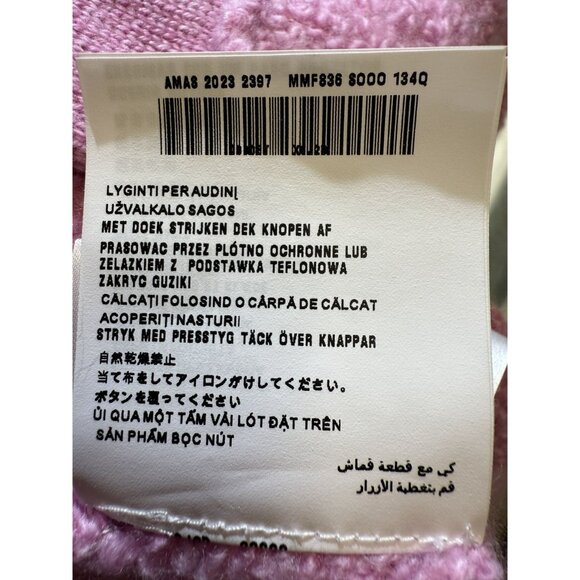 AMAS 2023 2397 MMF636 SOOO 134Q
LYGINTI PER AUDINĮ
UŽVALKALO SAGOS
MET DOEK STRIJKEN DEK KNOPEN AF
PRASOWAC PRZEZ PLÓTNO OCHRONNE LUB
ZELAZKIEM Z PODSTAWKA TEFLONOWA
ZAKRYC GUZIKI
CĂLCAȚI FOLOSIND O CÂRPĂ DE CĂLCAT
ACOPERIȚI NASTURII
STRYK MED PRESSTYG TÄCK ÖVER KNAPPAR
自然乾燥禁止
当て布をしてアイロンがけしてください。
ボタンを覆ってください
ỦI QUA MỘT TẤM VẢI LÓT ĐẶT TRÊN
SẢN PHẨM BỌC NÚT
كي مع قطعة قماش
قم بتغطية الأزرار